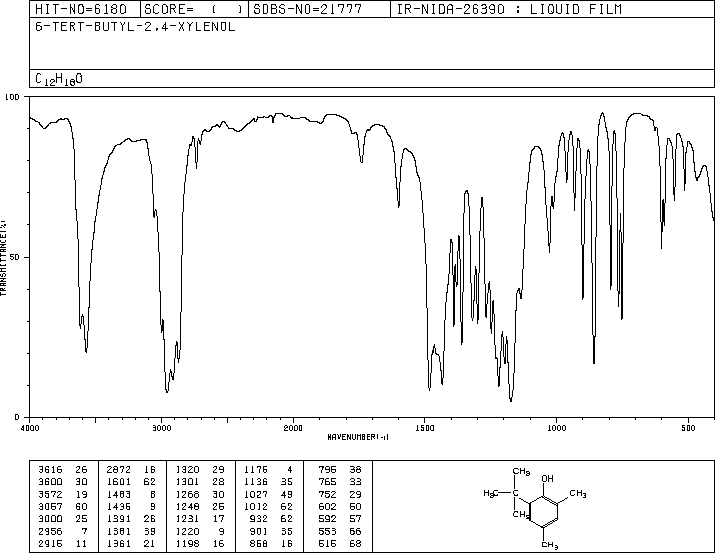 HIT-NO=6180 SCORE= ( ) SDBS-NO=21777 IR-NIDA-26390 : LIQUID FILM
6-TERT-BUTYL-2,4-XYLENOL
C12H18O
100
50
0
TRANSMITTANCE(%)
4000 3000 2000 1500 1000 500
WAVENUMBER(-1)
3616 26 2872 16 1320 29 1176 4 796 38
3600 30 1601 62 1301 28 1136 35 765 33
3572 19 1483 8 1268 30 1027 49 752 29
3057 60 1436 9 1248 25 1012 62 602 50
3000 25 1391 26 1231 17 932 62 592 57
2956 7 1381 39 1220 9 901 35 553 66
2915 11 1361 21 1198 16 858 16 515 68
CH3
OH
H3C
CH3
CH3
CH3